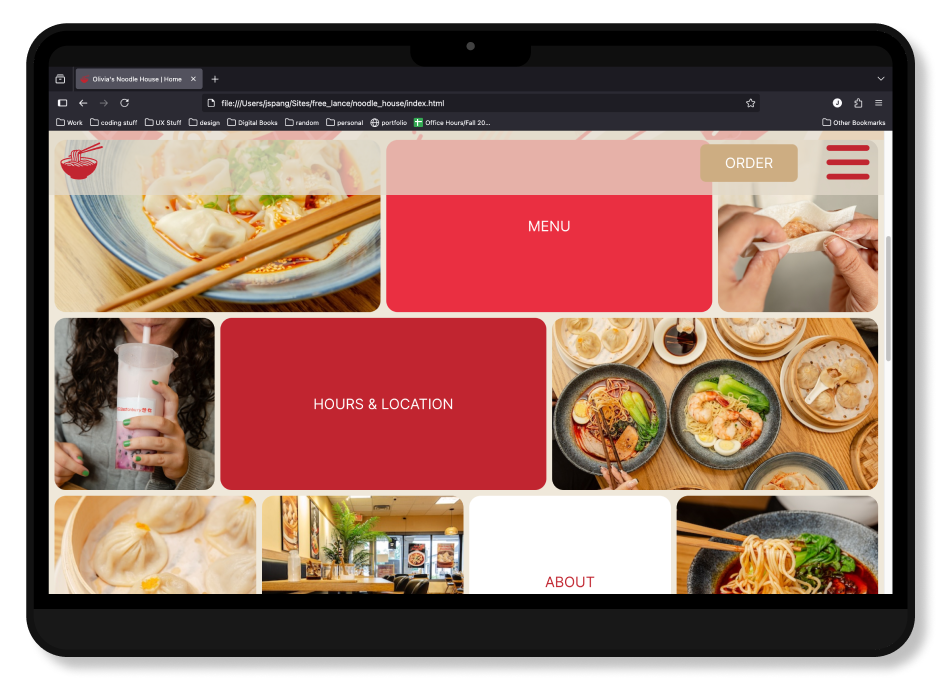 Olivia's Noodle House | Home
file:///Users/jspang/Sites/free_lance/noodle_house/index.html
Work coding stuff UX Stuff design Digital Books random personal portfolio Office Hours/Fall 20... Other Bookmarks
ORDER
MENU
HOURS & LOCATION
ABOUT